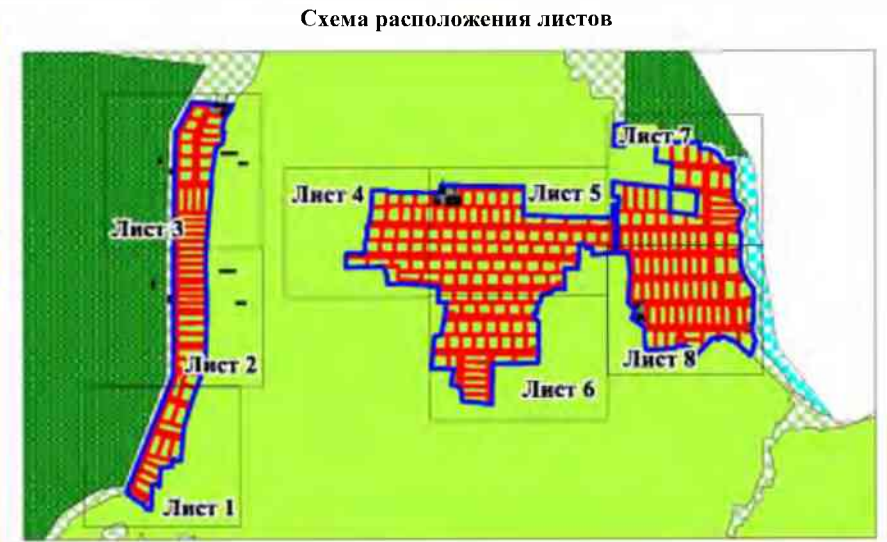 Схема расположения листов
Лист 7
Лист 4
Лист 5
Лист 3
Лист 2
Лист 8
Лист 6
Лист 1